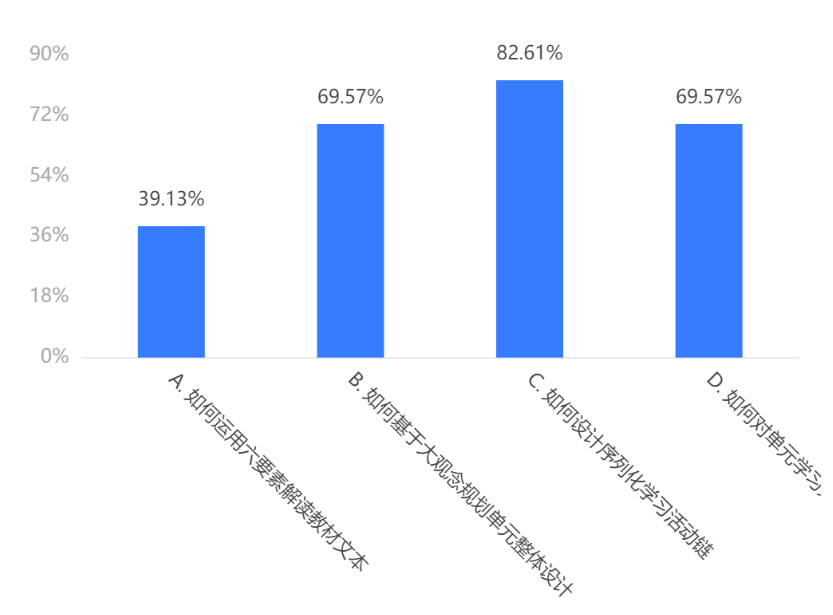 90%
72%
54%
36%
18%
0%
39.13%
69.57%
82.61%
69.57%
A. 如何运用六要素解读教材文本
B. 如何基于大观念规划单元整体设计
C. 如何设计序列化学习活动链
D. 如何对单元学习